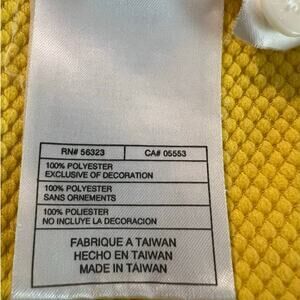 RN# 56323 CA# 05553
100% POLYESTER
EXCLUSIVE OF DECORATION
100% POLYESTER
SANS ORNEMENTS
100% POLIESTER
NO INCLUYE LA DECORACION
FABRIQUE A TAIWAN
HECHO EN TAIWAN
MADE IN TAIWAN